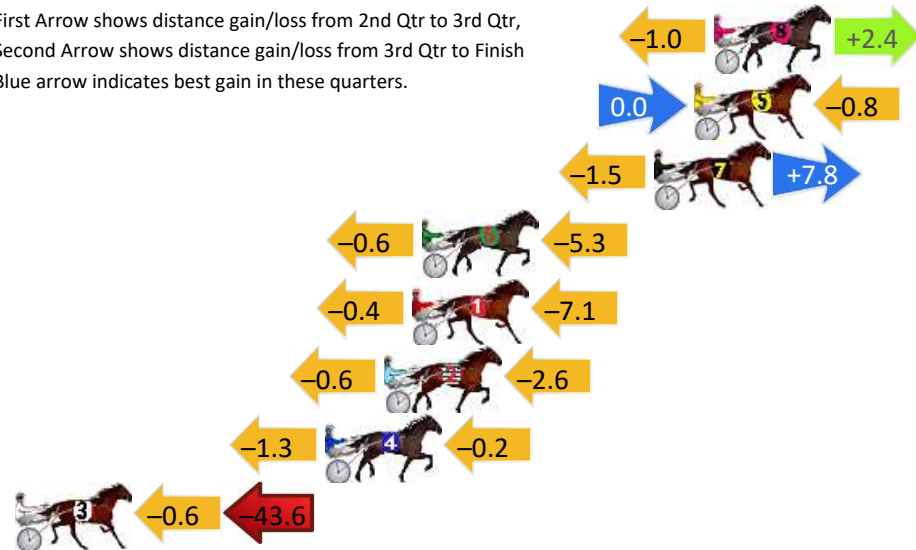 First Arrow shows distance gain/loss from 2nd Qtr to 3rd Qtr,
Second Arrow shows distance gain/loss from 3rd Qtr to Finish
Blue arrow indicates best gain in these quarters.
–1.0 8 +2.4
0.0 5 –0.8
–1.5 7 +7.8
–0.6 6 –5.3
–0.4 1 –7.1
–0.6 2 –2.6
–1.3 4 –0.2
3 –0.6 –43.6